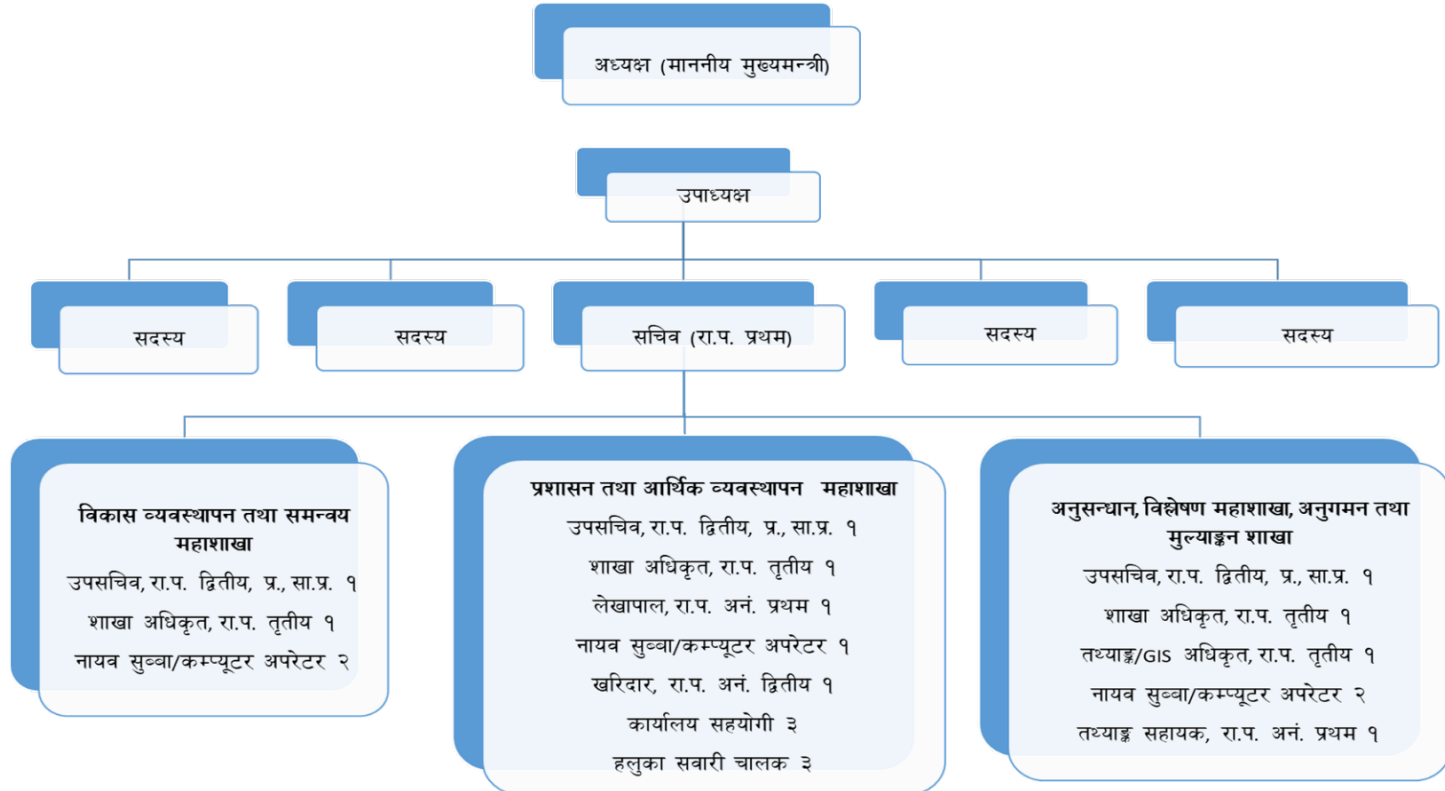 अध्यक्ष (माननीय मुख्यमन्त्री)
उपाध्यक्ष
सदस्य
सदस्य
सचिव (रा.प. प्रथम)
सदस्य
सदस्य
विकास व्यवस्थापन तथा समन्वय
महाशाखा
उपसचिव, रा.प. द्वितीय, प्र., सा.प्र. १
शाखा अधिकृत, रा.प. तृतीय १
नायव सुब्बा/कम्प्यूटर अपरेटर २
प्रशासन तथा आर्थिक व्यवस्थापन महाशाखा
उपसचिव, रा.प. द्वितीय, प्र., सा.प्र. १
शाखा अधिकृत, रा.प. तृतीय १
लेखापाल, रा.प. अनं. प्रथम १
नायव सुब्बा/कम्प्यूटर अपरेटर १
खरिदार, रा.प. अनं. द्वितीय १
कार्यालय सहयोगी ३
हलुका सवारी चालक ३
अनुसन्धान, विश्लेषण महाशाखा, अनुगमन तथा
मुल्याङ्कन शाखा
उपसचिव, रा.प. द्वितीय, प्र., सा.प्र. १
शाखा अधिकृत, रा.प. तृतीय १
तथ्याङ्क/GIS अधिकृत, रा.प. तृतीय १
नायव सुब्बा/कम्प्यूटर अपरेटर २
तथ्याङ्क सहायक, रा.प. अनं. प्रथम १